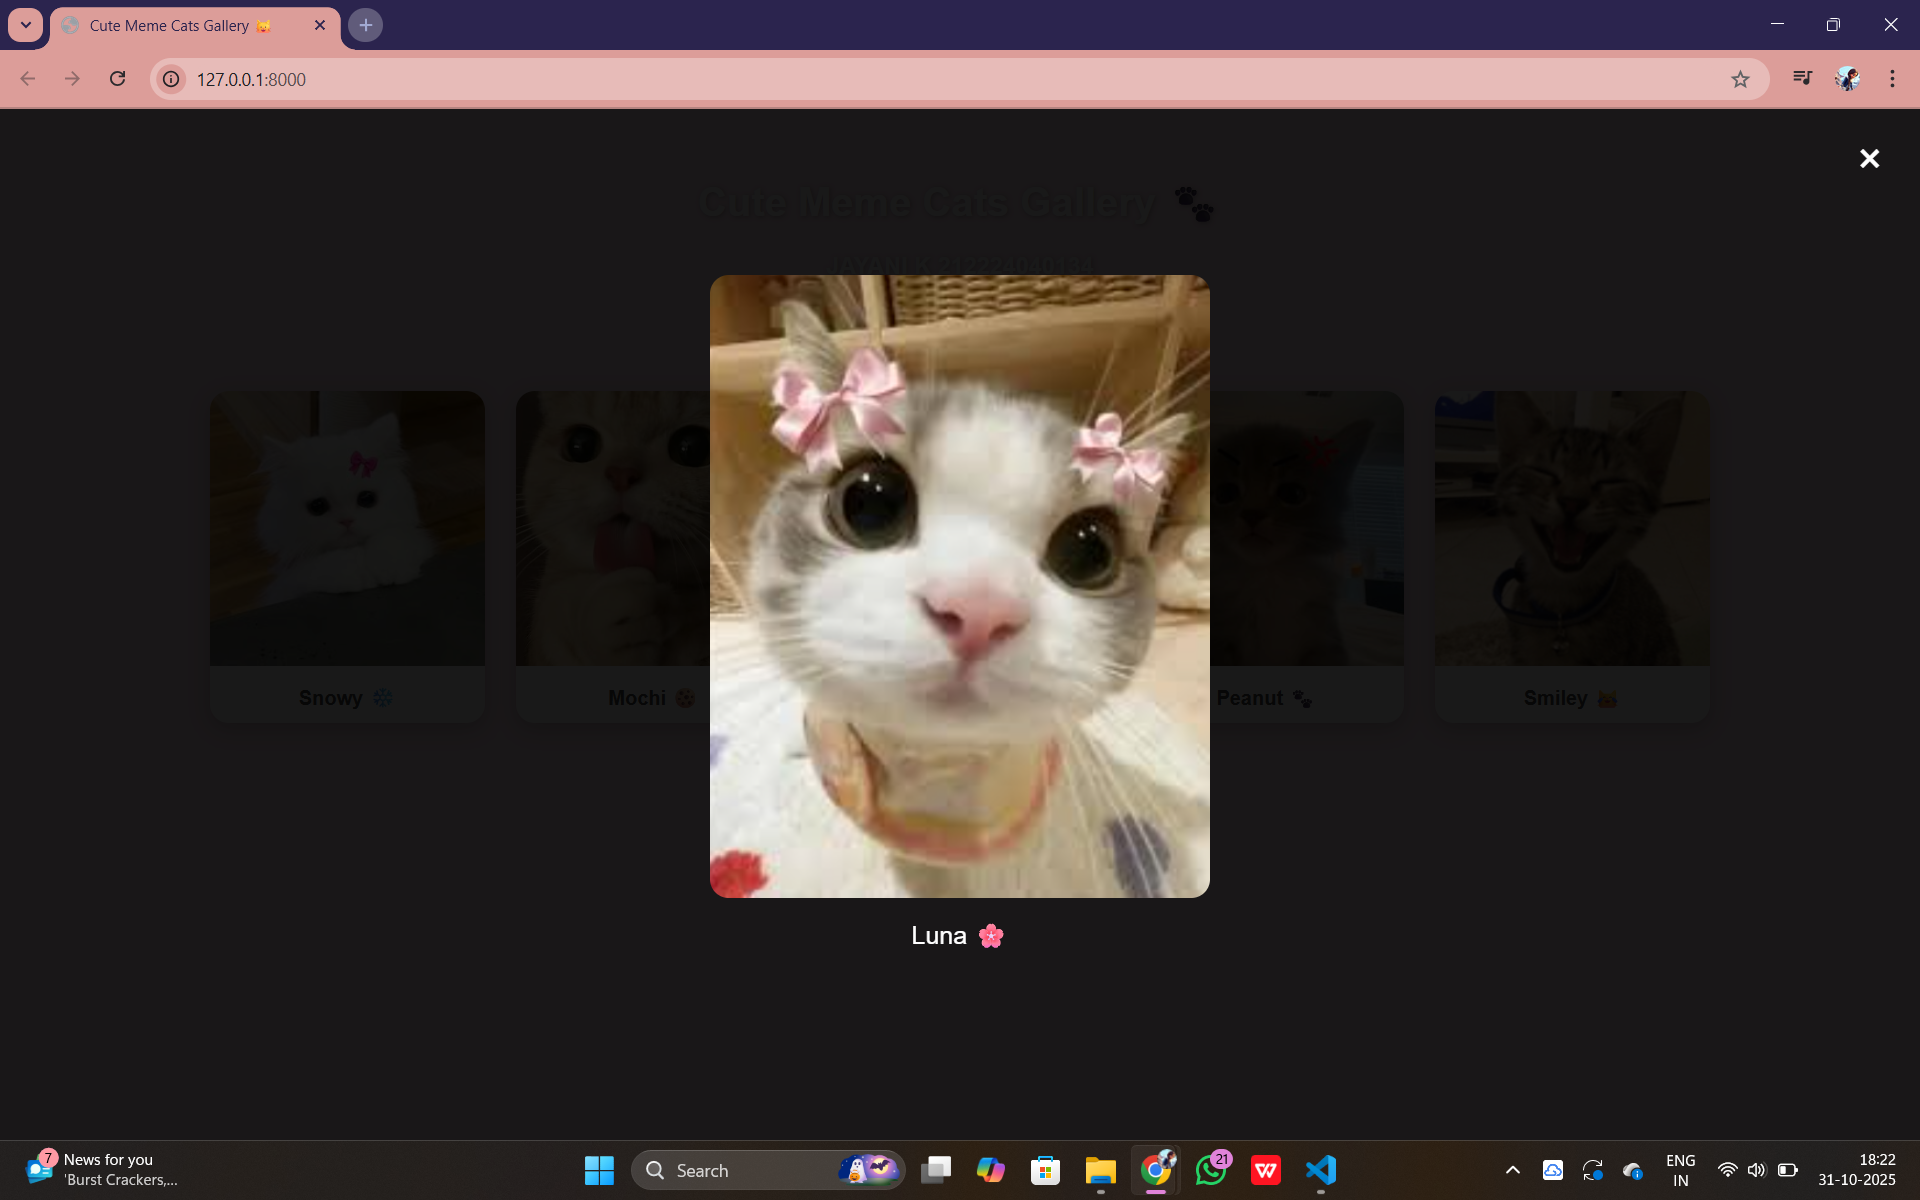 Cute Meme Cats Gallery 😼
127.0.0.1:8000
Cute Meme Cats Gallery 🐾
Snowy ❄️
Mochi 🍪
Peanut 🐾
Smiley 😹
Luna 🌸
7
News for you
'Burst Crackers,...
Search
21
W
ENG
IN
18:22
31-10-2025